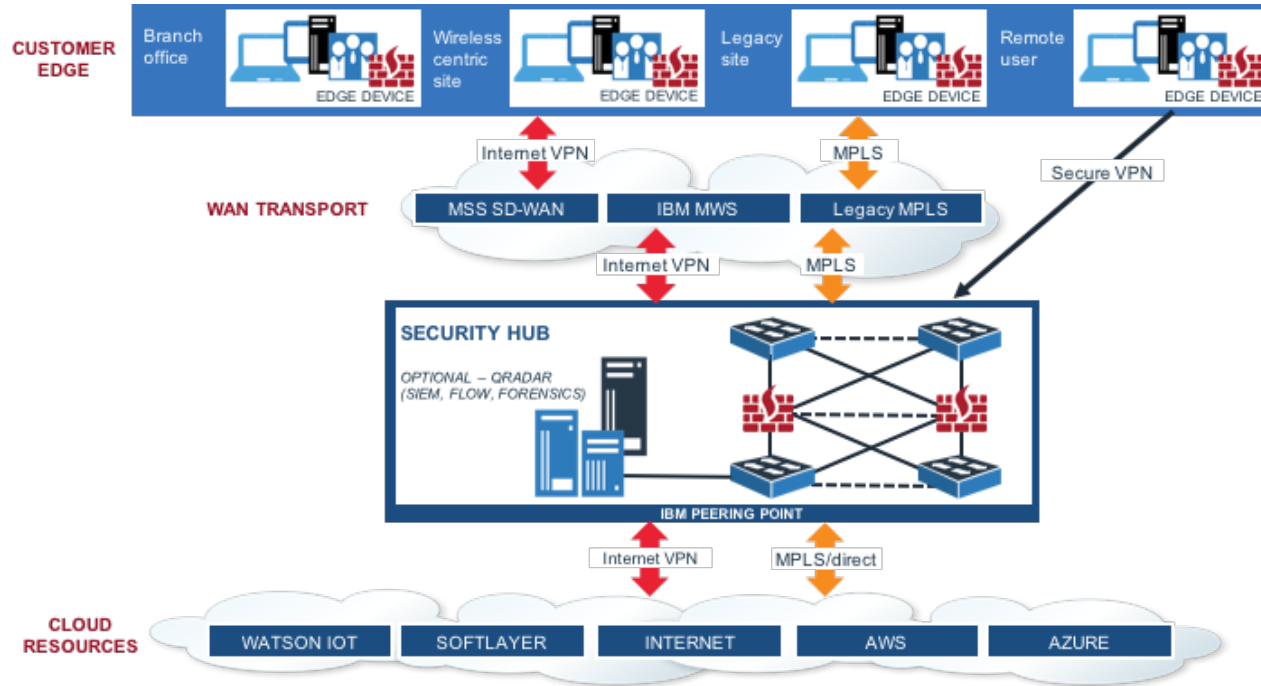 CUSTOMER
EDGE
Branch
office
EDGE DEVICE
Wireless
centric
site
EDGE DEVICE
Legacy
site
EDGE DEVICE
Remote
user
EDGE DEVICE
Internet VPN
MPLS
Secure VPN
WAN TRANSPORT
MSS SD-WAN
IBM MWS
Legacy MPLS
Internet VPN
MPLS
SECURITY HUB
OPTIONAL – QRADAR
(SIEM, FLOW, FORENSICS)
IBM PEERING POINT
Internet VPN
MPLS/direct
CLOUD
RESOURCES
WATSON IOT
SOFTLAYER
INTERNET
AWS
AZURE